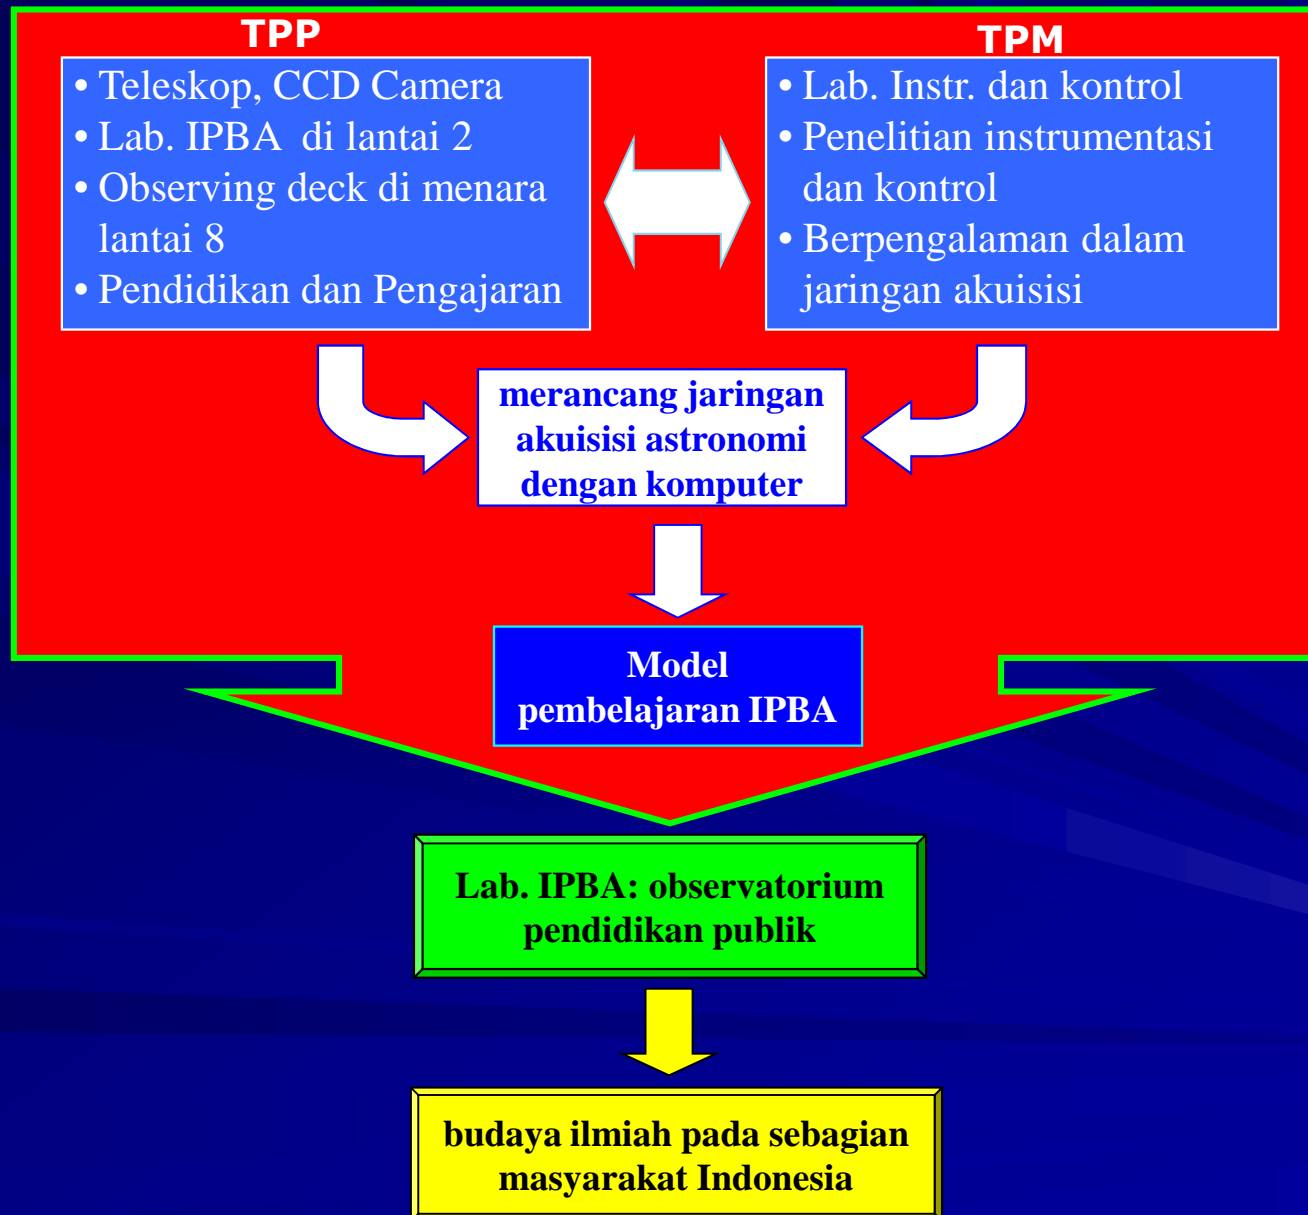 TPP
• Teleskop, CCD Camera
• Lab. IPBA di lantai 2
• Observing deck di menara
lantai 8
• Pendidikan dan Pengajaran
TPM
• Lab. Instr. dan kontrol
• Penelitian instrumentasi
dan kontrol
• Berpengalaman dalam
jaringan akuisisi
merancang jaringan
akuisisi astronomi
dengan komputer
Model
pembelajaran IPBA
Lab. IPBA: observatorium
pendidikan publik
budaya ilmiah pada sebagian
masyarakat Indonesia